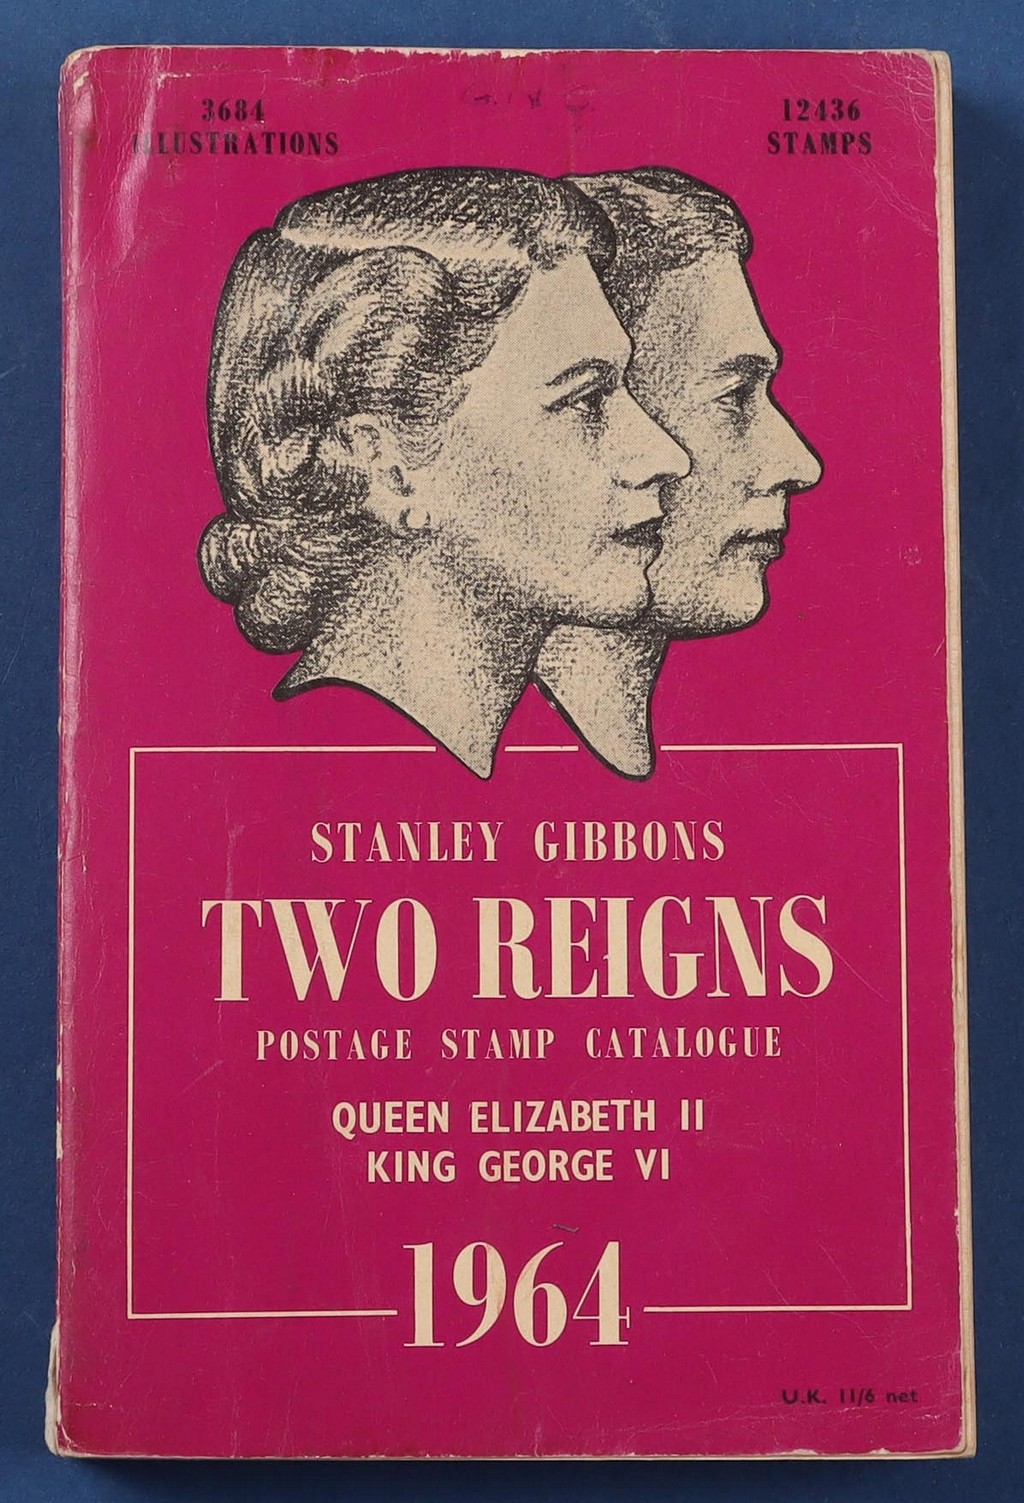 3684
ILLUSTRATIONS
12436
STAMPS
STANLEY GIBBONS
TWO REIGNS
POSTAGE STAMP CATALOGUE
QUEEN ELIZABETH II
KING GEORGE VI
1964
U.K. 11/6 net